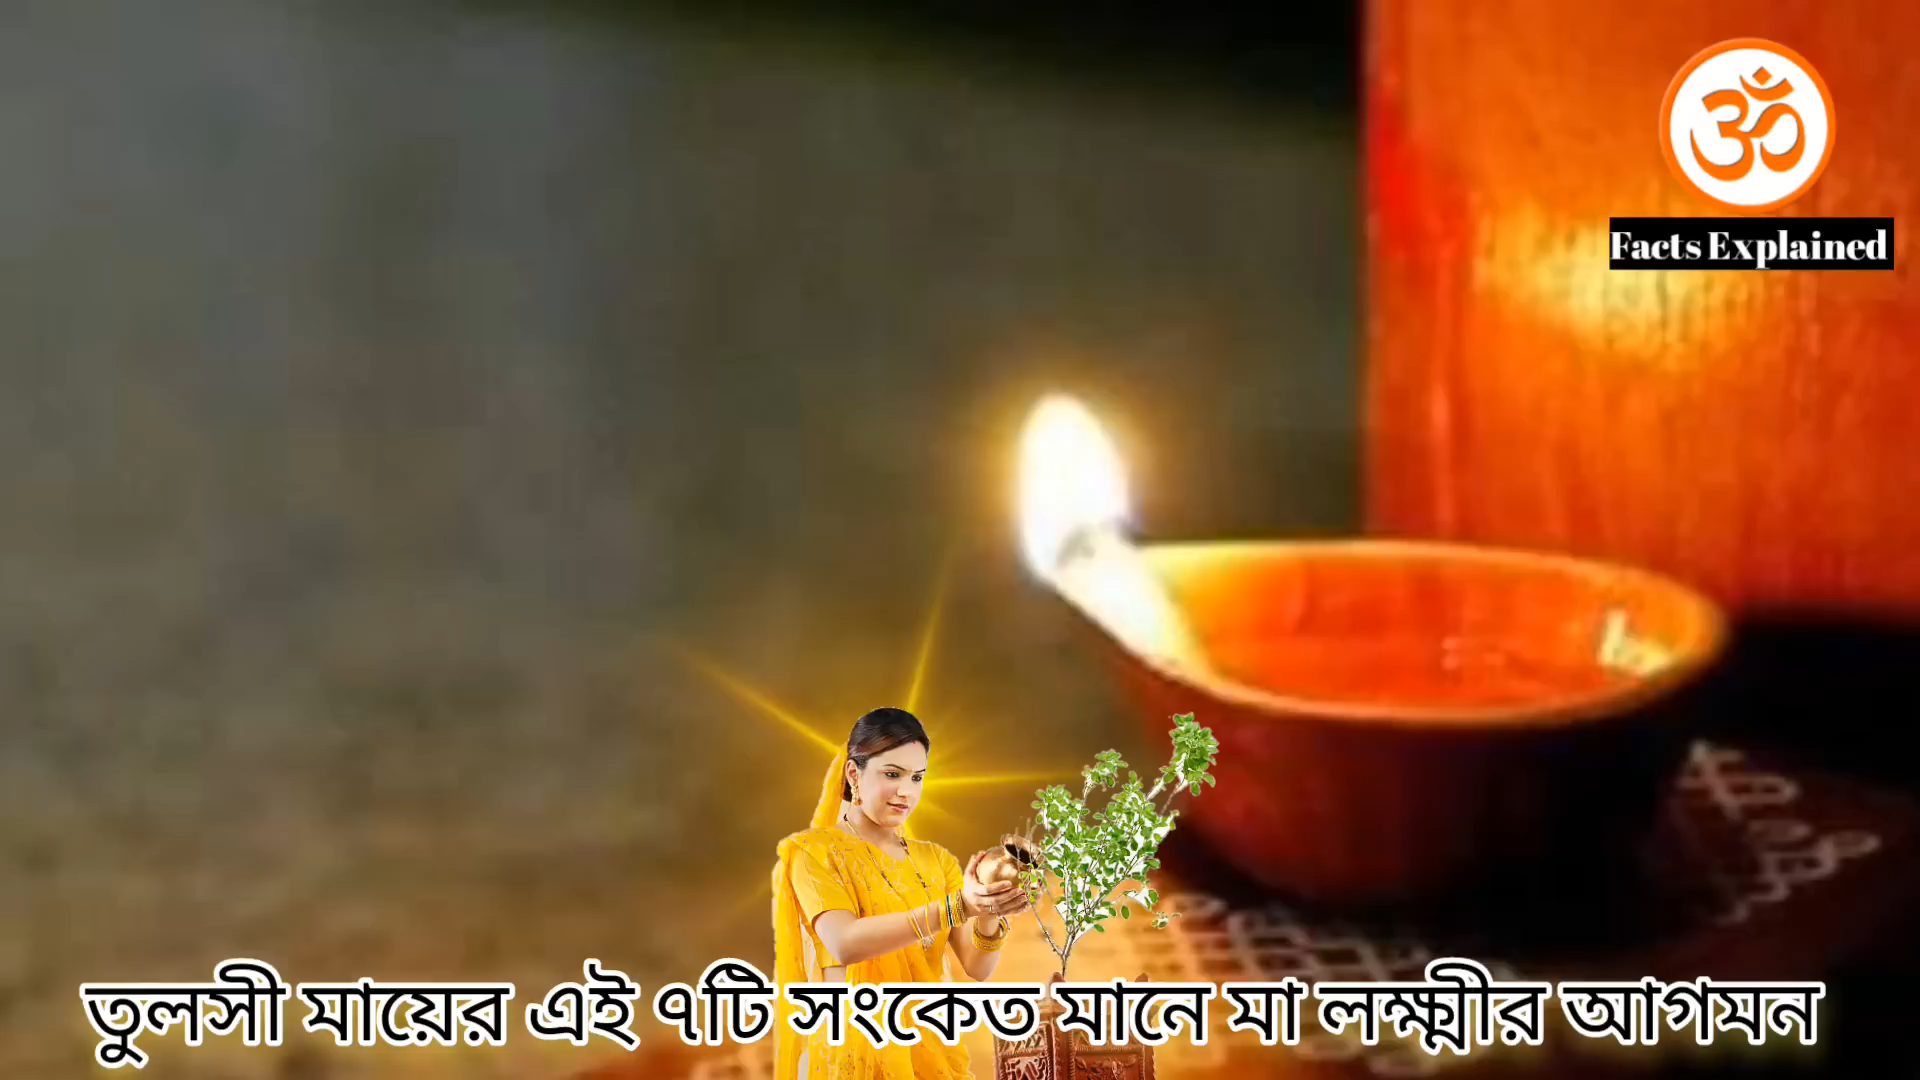 ॐ
Facts Explained
তুলসী মায়ের এই ৭টি সংকেত মানে মা লক্ষ্মীর আগমন